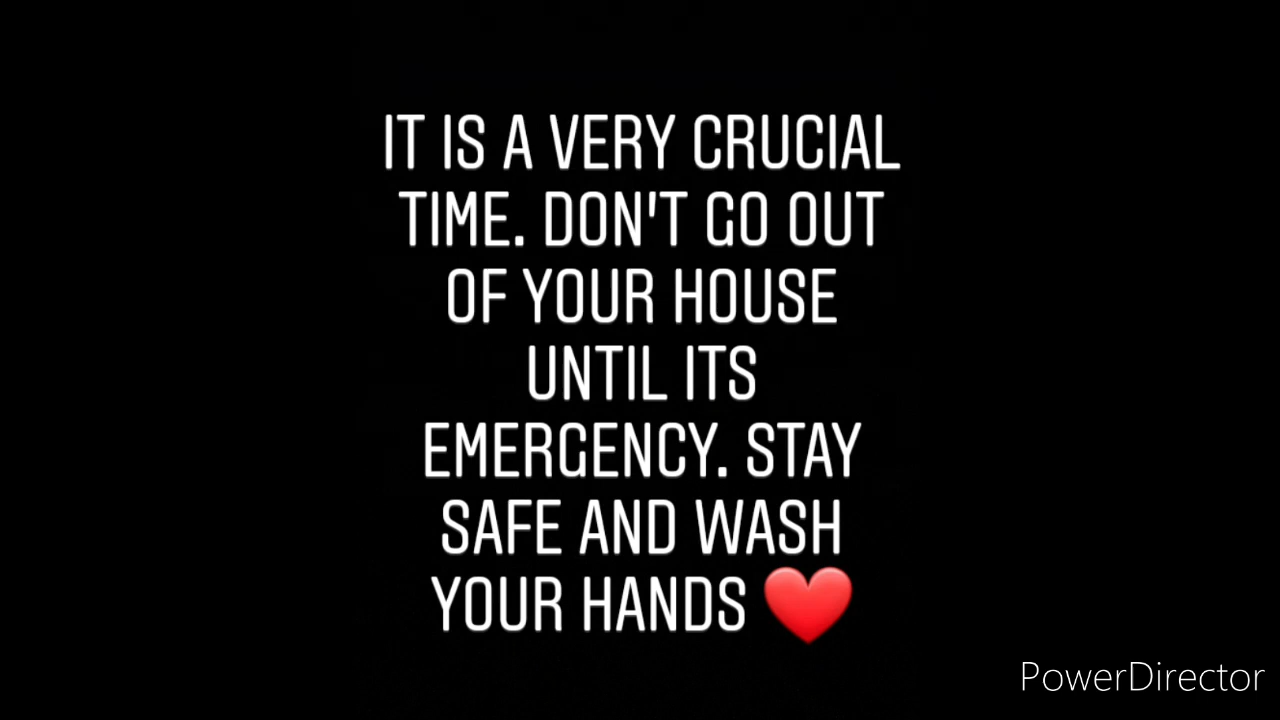 IT IS A VERY CRUCIAL
TIME. DON'T GO OUT
OF YOUR HOUSE
UNTIL ITS
EMERGENCY. STAY
SAFE AND WASH
YOUR HANDS ❤️
PowerDirector